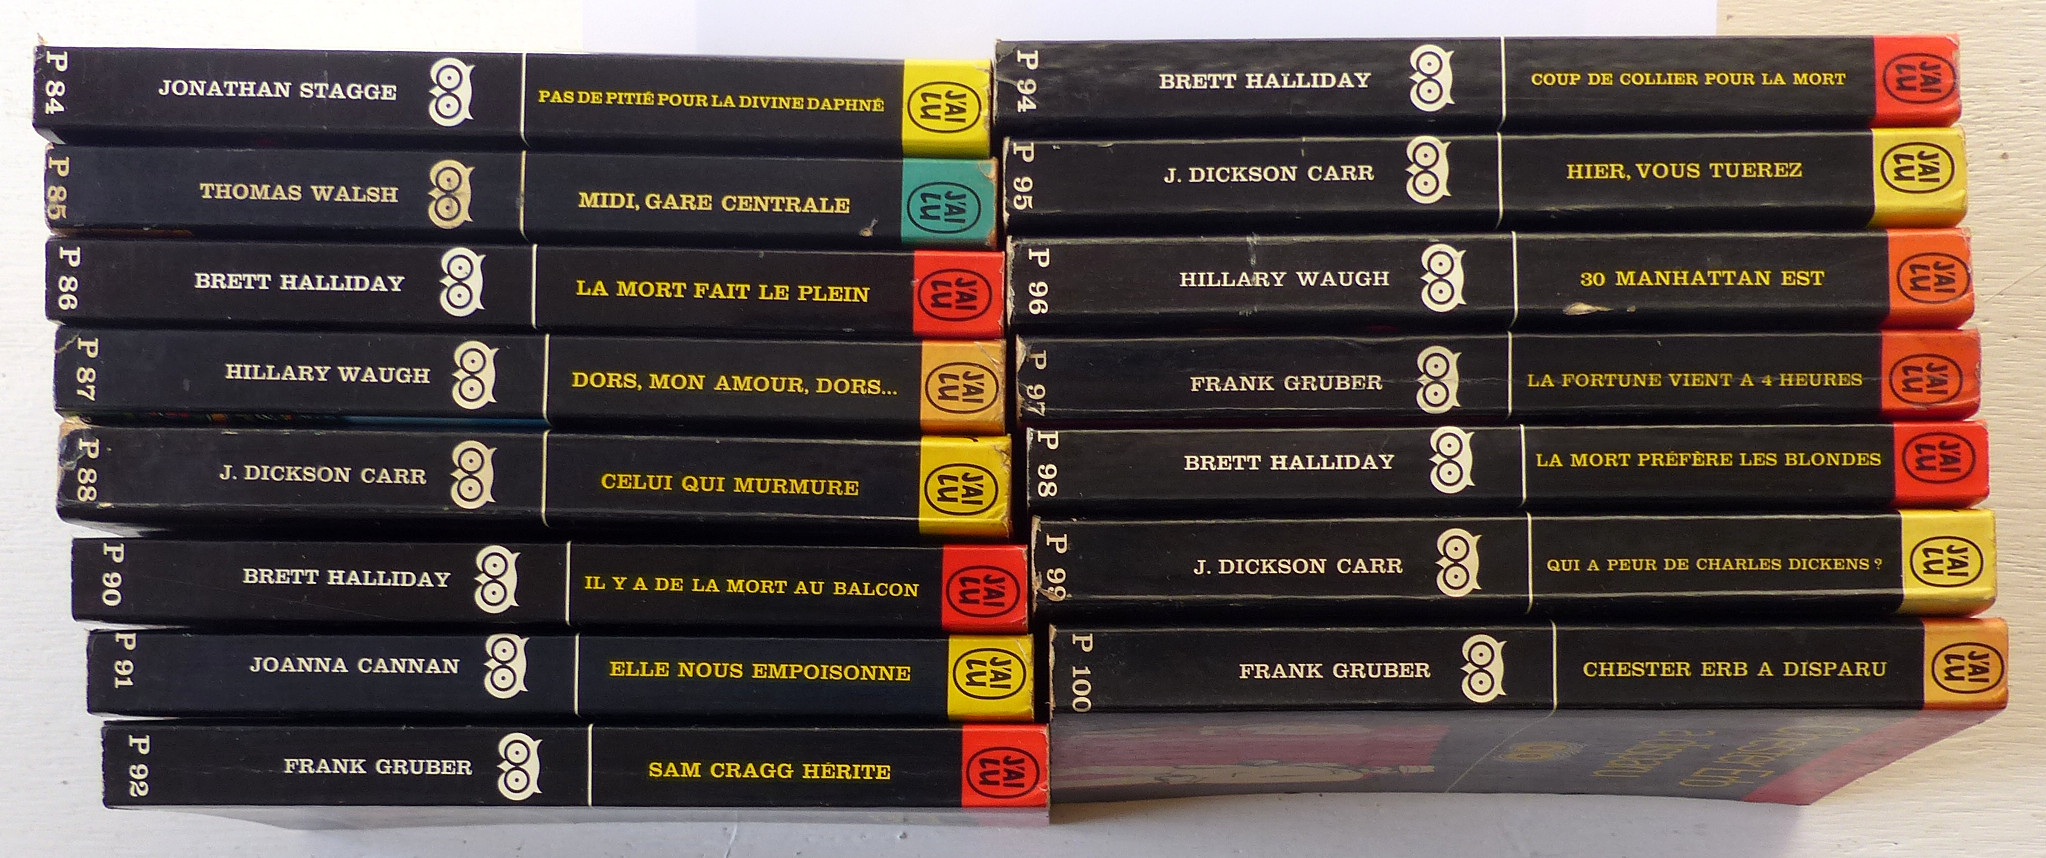 P 84 JONATHAN STAGGE PAS DE PITIÉ POUR LA DIVINE DAPHNÉ J'AI LU
P 85 THOMAS WALSH MIDI, GARE CENTRALE J'AI LU
P 86 BRETT HALLIDAY LA MORT FAIT LE PLEIN J'AI LU
P 87 HILLARY WAUGH DORS, MON AMOUR, DORS... J'AI LU
P 88 J. DICKSON CARR CELUI QUI MURMURE J'AI LU
P 90 BRETT HALLIDAY IL Y A DE LA MORT AU BALCON J'AI LU
P 91 JOANNA CANNAN ELLE NOUS EMPOISONNE J'AI LU
P 92 FRANK GRUBER SAM CRAGG HÉRITE J'AI LU
P 94 BRETT HALLIDAY COUP DE COLLIER POUR LA MORT J'AI LU
P 95 J. DICKSON CARR HIER, VOUS TUEREZ J'AI LU
P 96 HILLARY WAUGH 30 MANHATTAN EST J'AI LU
P 97 FRANK GRUBER LA FORTUNE VIENT A 4 HEURES J'AI LU
P 98 BRETT HALLIDAY LA MORT PRÉFÈRE LES BLONDES J'AI LU
P 99 J. DICKSON CARR QUI A PEUR DE CHARLES DICKENS ? J'AI LU
P 100 FRANK GRUBER CHESTER ERB A DISPARU J'AI LU
Chester Erb
a disparu